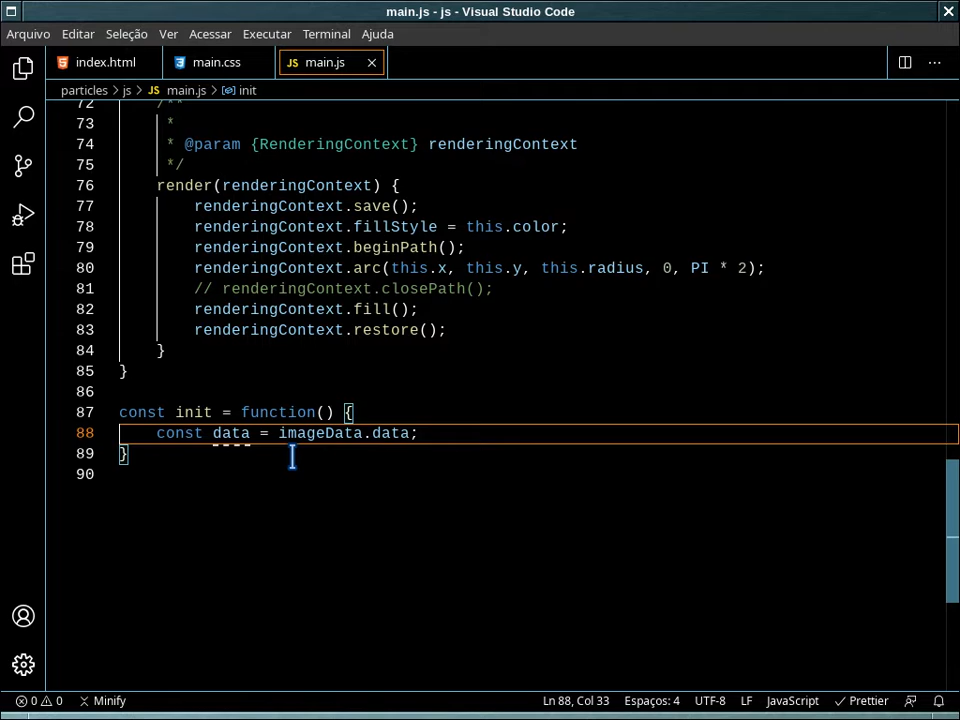 main.js - js - Visual Studio Code
Arquivo Editar Seleção Ver Acessar Executar Terminal Ajuda
index.html main.css JS main.js
particles > js > JS main.js > init
72 /**
73 *
74 * @param {RenderingContext} renderingContext
75 */
76 render(renderingContext) {
77 renderingContext.save();
78 renderingContext.fillStyle = this.color;
79 renderingContext.beginPath();
80 renderingContext.arc(this.x, this.y, this.radius, 0, PI * 2);
81 // renderingContext.closePath();
82 renderingContext.fill();
83 renderingContext.restore();
84 }
85 }
86
87 const init = function() {
88 const data = imageData.data;
89 }
90
0 0 Minify Ln 88, Col 33 Espaços: 4 UTF-8 LF JavaScript Prettier